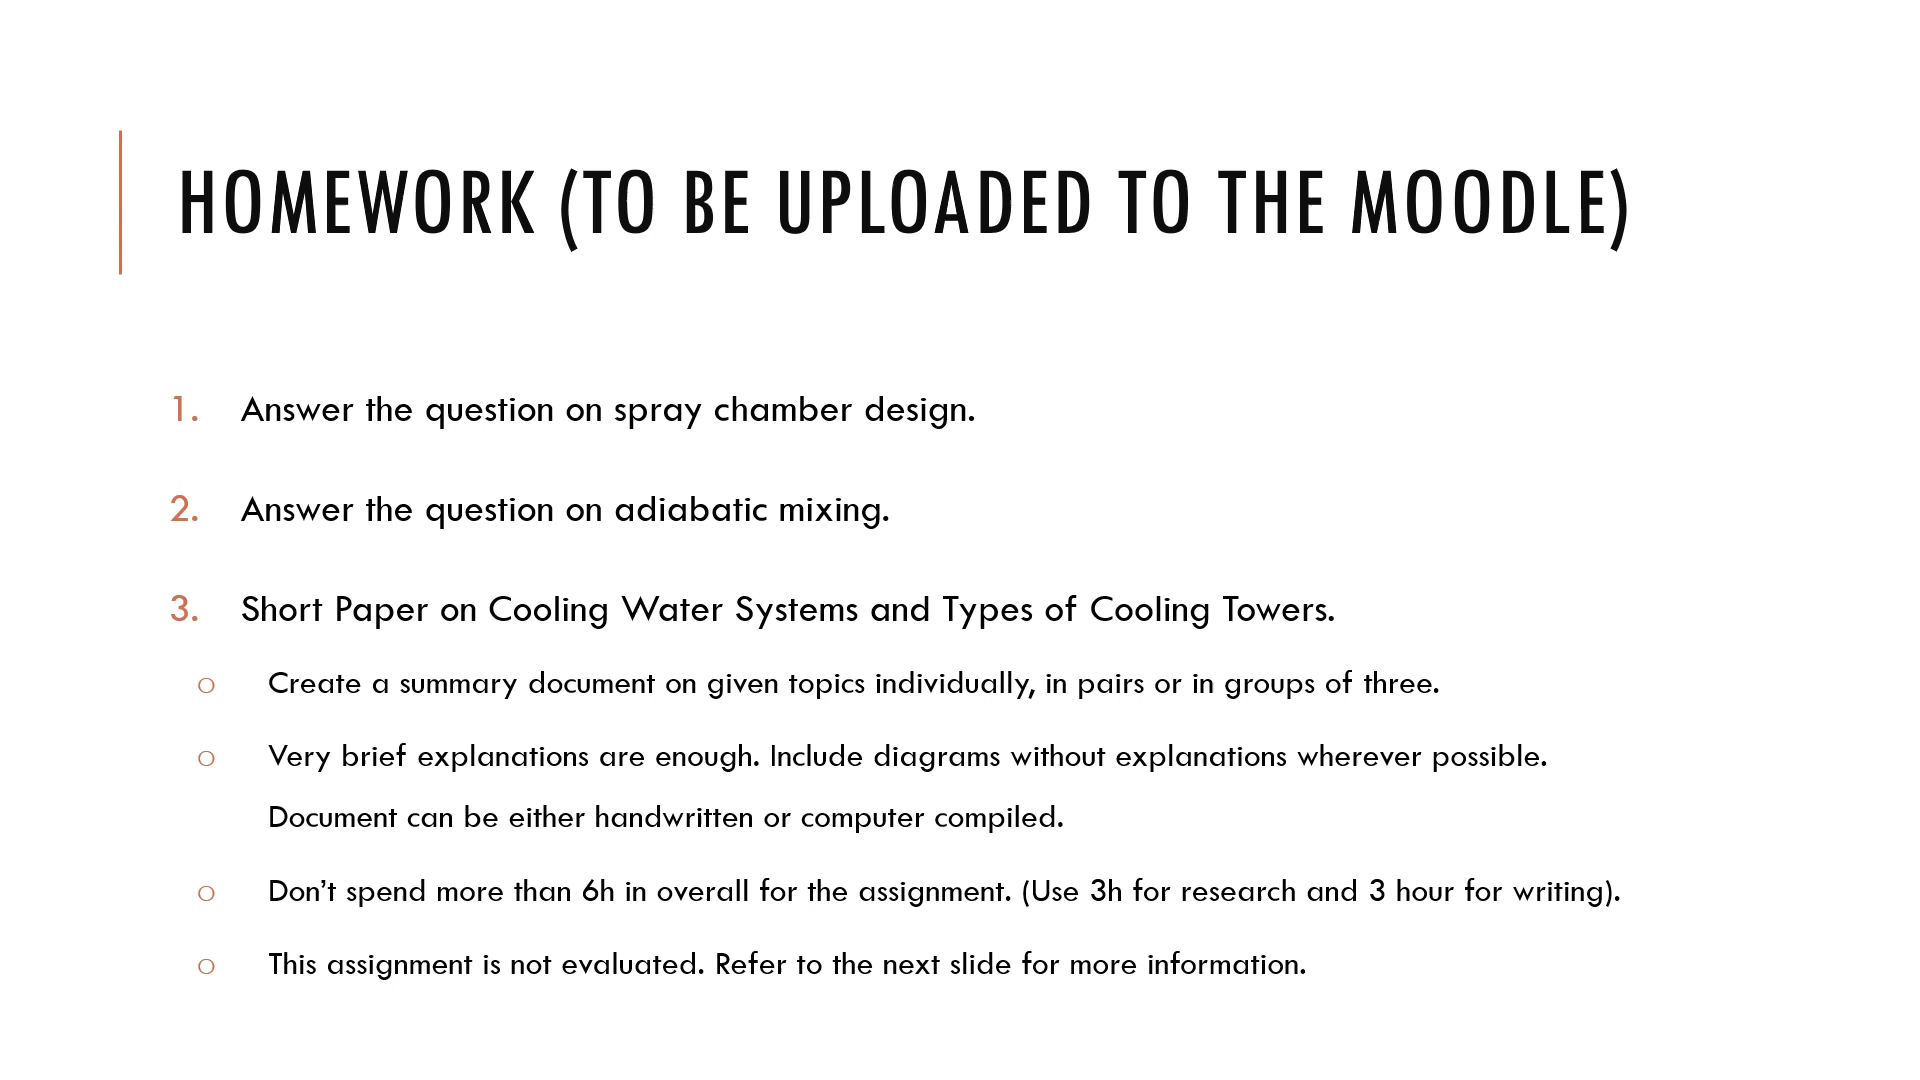 HOMEWORK (TO BE UPLOADED TO THE MOODLE)
1. Answer the question on spray chamber design.
2. Answer the question on adiabatic mixing.
3. Short Paper on Cooling Water Systems and Types of Cooling Towers.
o Create a summary document on given topics individually, in pairs or in groups of three.
o Very brief explanations are enough. Include diagrams without explanations wherever possible.
Document can be either handwritten or computer compiled.
o Don’t spend more than 6h in overall for the assignment. (Use 3h for research and 3 hour for writing).
o This assignment is not evaluated. Refer to the next slide for more information.